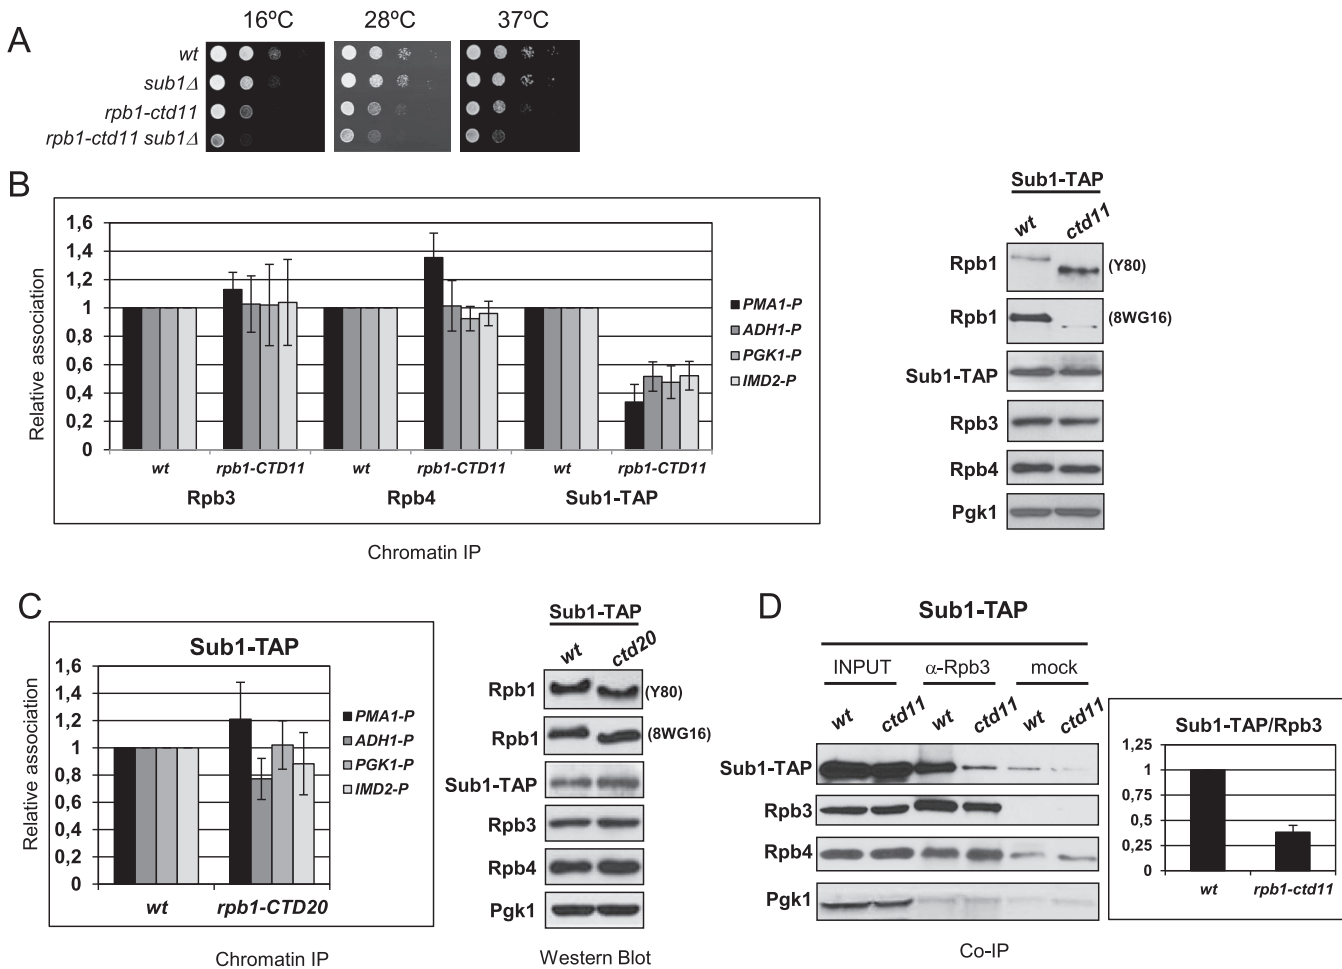 A
16ºC 28ºC 37ºC
wt
sub1Δ
rpb1-ctd11
rpb1-ctd11 sub1Δ
B
Relative association
1,6
1,4
1,2
1
0,8
0,6
0,4
0,2
0
wt rpb1-CTD11 wt rpb1-CTD11 wt rpb1-CTD11
Rpb3 Rpb4 Sub1-TAP
PMA1-P
ADH1-P
PGK1-P
IMD2-P
Chromatin IP
Sub1-TAP
wt ctd11
Rpb1 (Y80)
Rpb1 (8WG16)
Sub1-TAP
Rpb3
Rpb4
Pgk1
C
Sub1-TAP
Relative association
1,6
1,4
1,2
1
0,8
0,6
0,4
0,2
0
wt rpb1-CTD20
PMA1-P
ADH1-P
PGK1-P
IMD2-P
Chromatin IP
Sub1-TAP
wt ctd20
Rpb1 (Y80)
Rpb1 (8WG16)
Sub1-TAP
Rpb3
Rpb4
Pgk1
Western Blot
D
Sub1-TAP
INPUT α-Rpb3 mock
wt ctd11 wt ctd11 wt ctd11
Sub1-TAP
Rpb3
Rpb4
Pgk1
Co-IP
Sub1-TAP/Rpb3
1,25
1
0,75
0,5
0,25
0
wt rpb1-ctd11